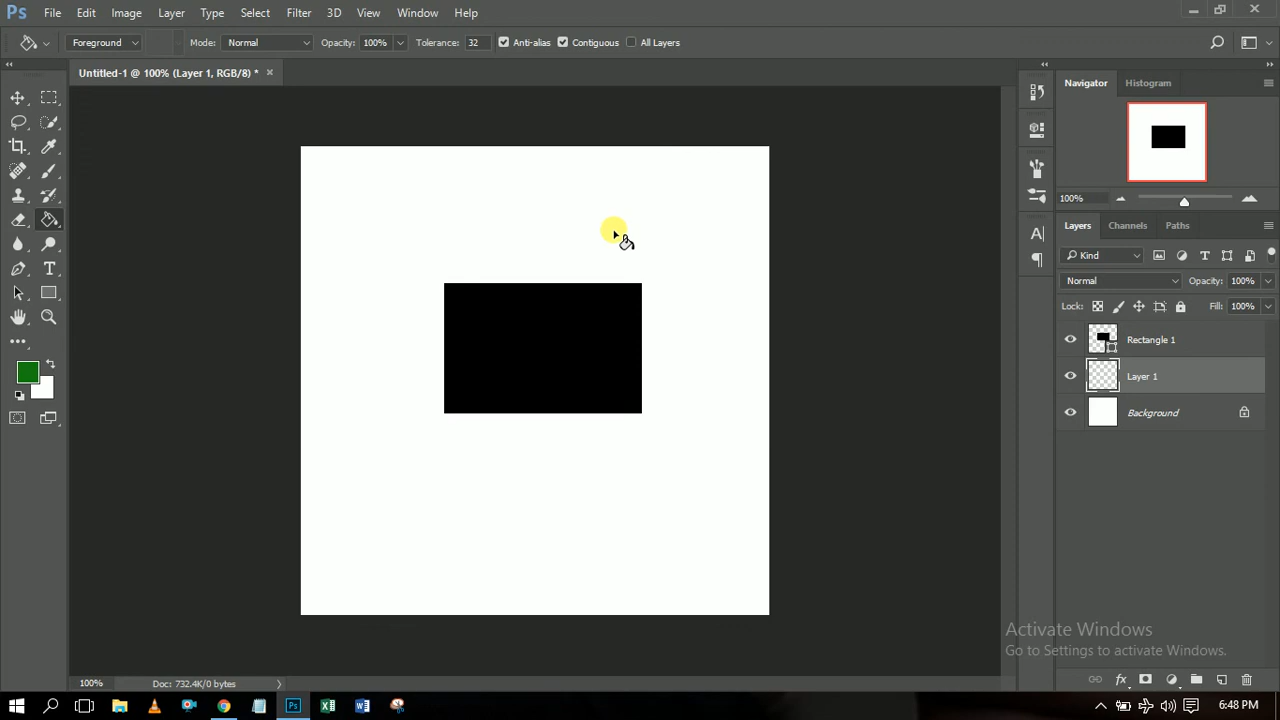 Ps File Edit Image Layer Type Select Filter 3D View Window Help
Foreground Mode: Normal Opacity: 100% Tolerance: 32 Anti-alias Contiguous All Layers
Untitled-1 @ 100% (Layer 1, RGB/8) *
Navigator Histogram
100%
Layers Channels Paths
Kind
Normal Opacity: 100%
Lock: Fill: 100%
Rectangle 1
Layer 1
Background
Activate Windows
Go to Settings to activate Windows.
100% Doc: 732.4K/0 bytes
Ps 6:48 PM